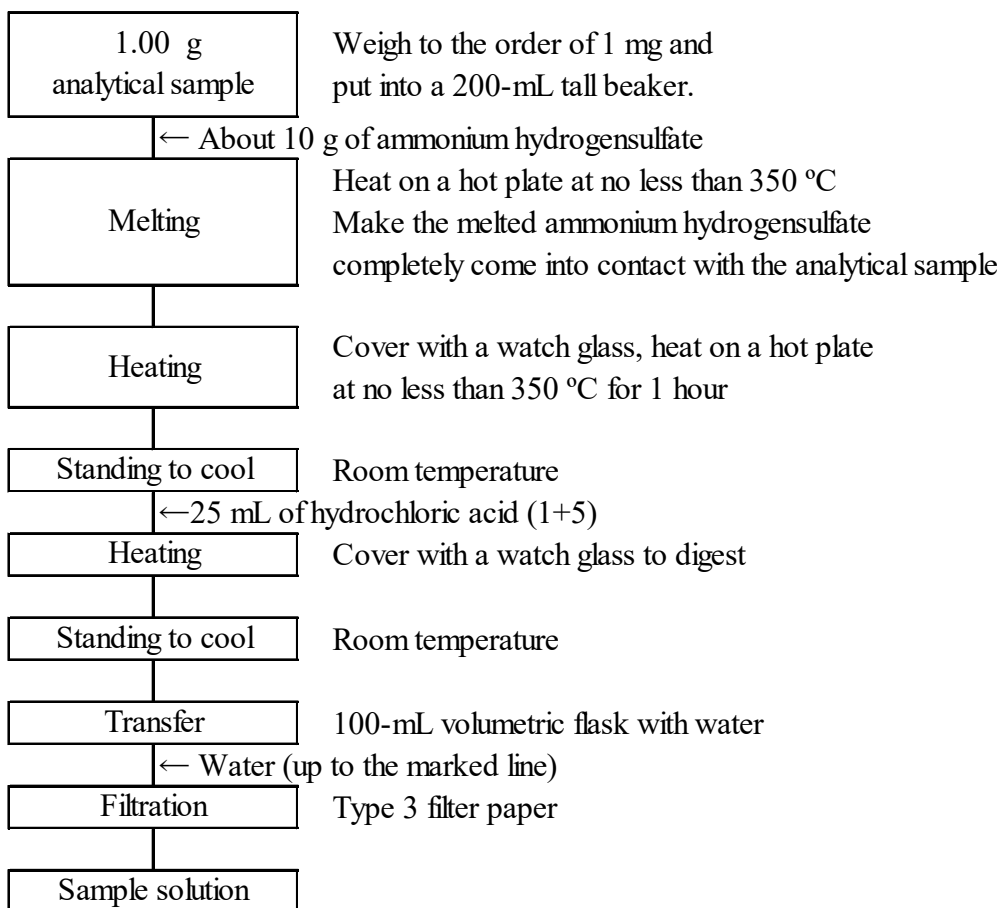 1.00 g
analytical sample
Weigh to the order of 1 mg and
put into a 200-mL tall beaker.
← About 10 g of ammonium hydrogensulfate
Melting
Heat on a hot plate at no less than 350 ºC
Make the melted ammonium hydrogensulfate
completely come into contact with the analytical sample
Heating
Cover with a watch glass, heat on a hot plate
at no less than 350 ºC for 1 hour
Standing to cool
Room temperature
←25 mL of hydrochloric acid (1+5)
Heating
Cover with a watch glass to digest
Standing to cool
Room temperature
Transfer
100-mL volumetric flask with water
← Water (up to the marked line)
Filtration
Type 3 filter paper
Sample solution